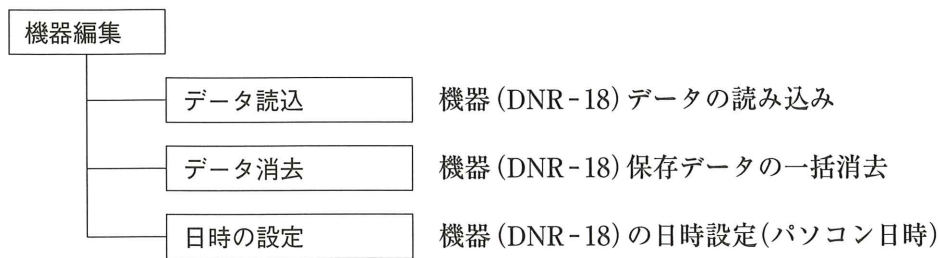 機器編集
データ読込 機器(DNR-18)データの読み込み
データ消去 機器(DNR-18)保存データの一括消去
日時の設定 機器(DNR-18)の日時設定(パソコン日時)